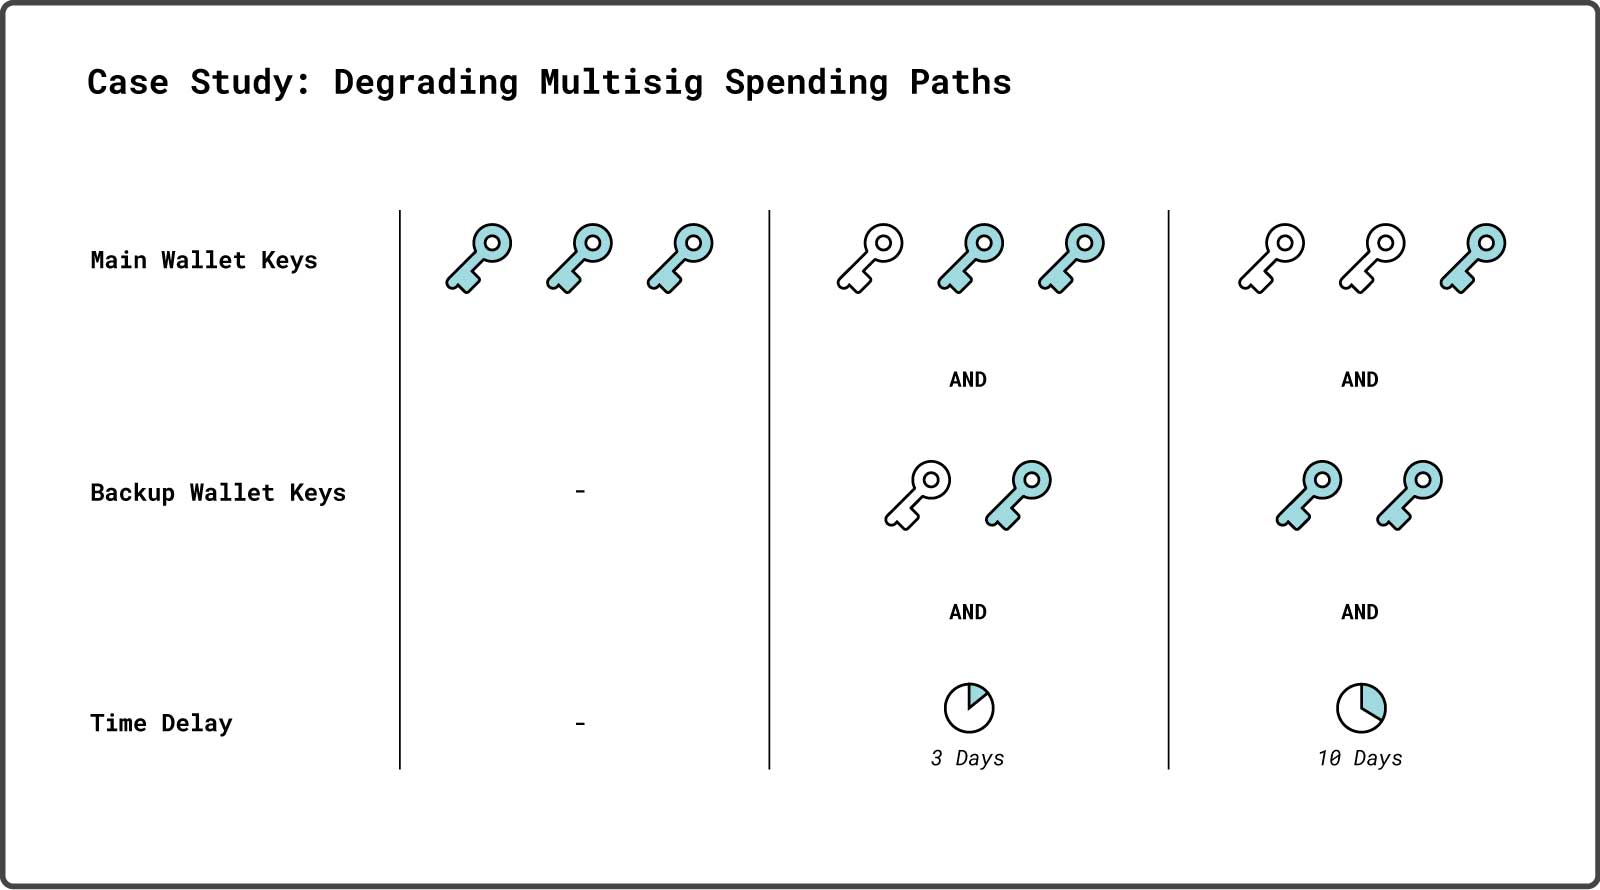 Case Study: Degrading Multisig Spending Paths
Main Wallet Keys
AND
AND
Backup Wallet Keys
-
AND
AND
Time Delay
-
3 Days
10 Days